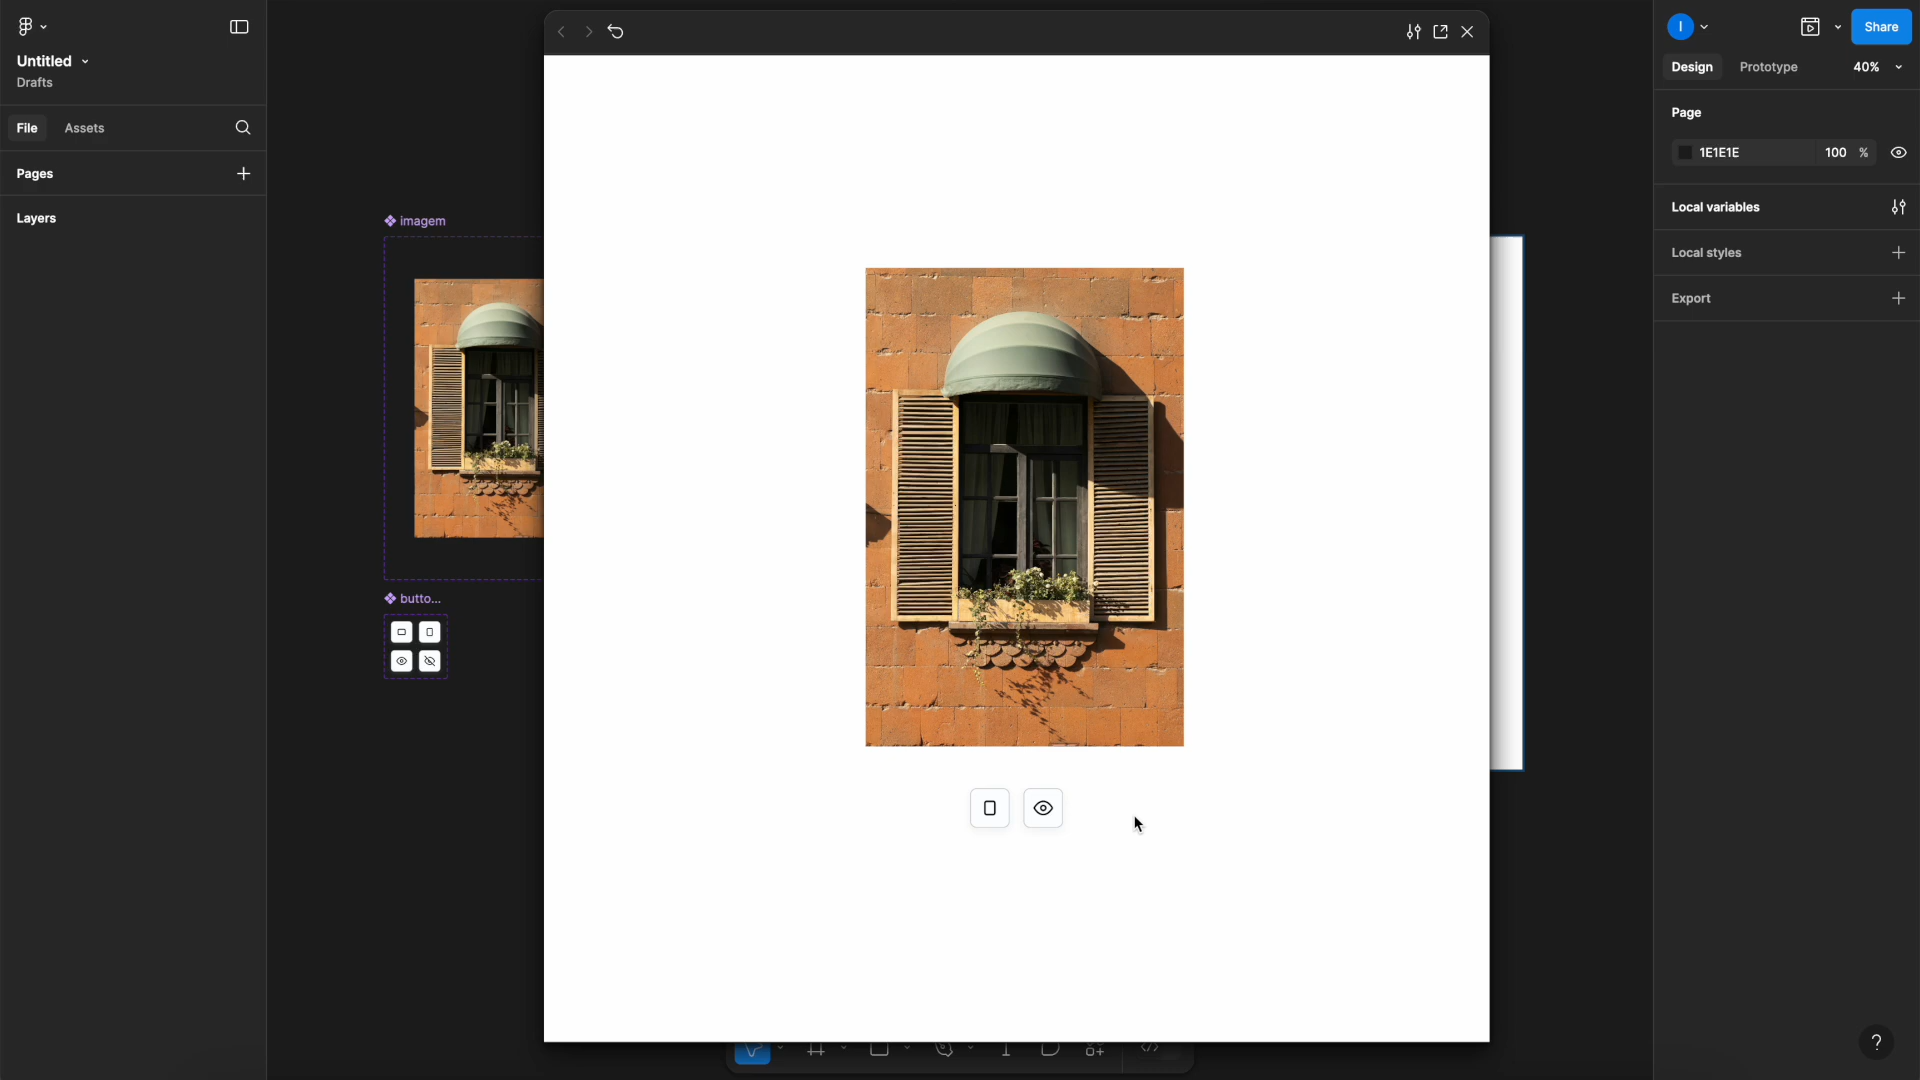 Untitled
Drafts
File
Assets
Pages
Layers
imagem
butto...
I
Share
Design
Prototype
40%
Page
1E1E1E
100
%
Local variables
Local styles
Export
?